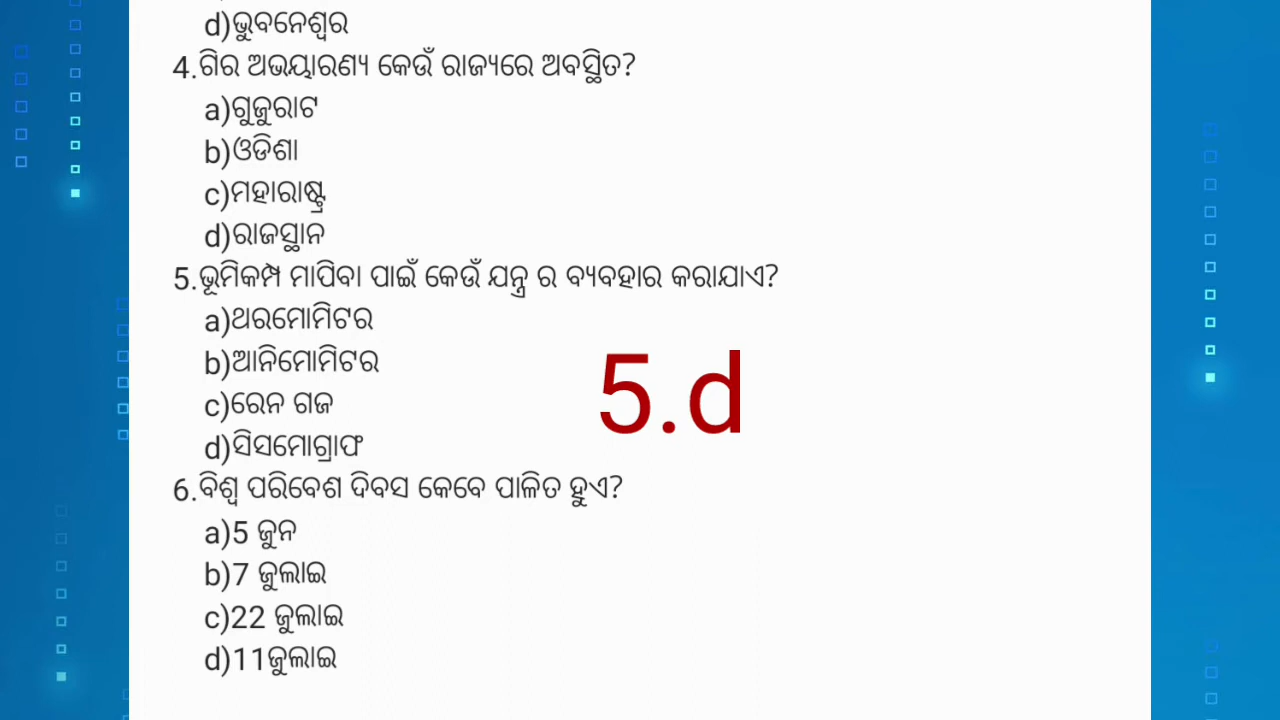 d)ଭୁବନେଶ୍ୱର
4.ଗିର ଅଭୟାରଣ୍ୟ କେଉଁ ରାଜ୍ୟରେ ଅବସ୍ଥିତ?
a)ଗୁଜୁରାଟ
b)ଓଡିଶା
c)ମହାରାଷ୍ଟ୍ର
d)ରାଜସ୍ଥାନ
5.ଭୂମିକମ୍ପ ମାପିବା ପାଇଁ କେଉଁ ଯନ୍ତ୍ର ର ବ୍ୟବହାର କରାଯାଏ?
a)ଥରମୋମିଟର
b)ଆନିମୋମିଟର
c)ରେନ ଗଜ
5.d
d)ସିସମୋଗ୍ରାଫ
6.ବିଶ୍ୱ ପରିବେଶ ଦିବସ କେବେ ପାଳିତ ହୁଏ?
a)5 ଜୁନ
b)7 ଜୁଲାଇ
c)22 ଜୁଲାଇ
d)11ଜୁଲାଇ